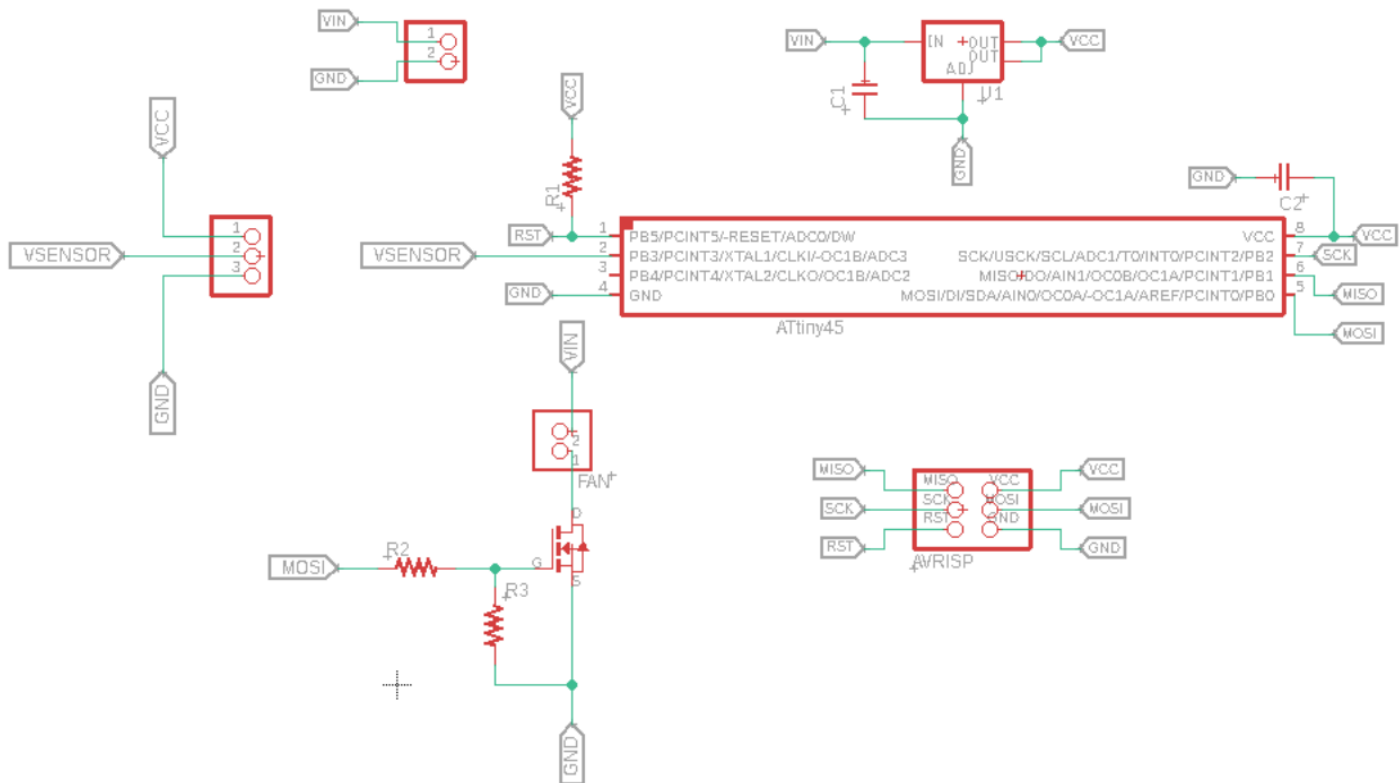 VIN
1
2
GND
VCC
1
VSENSOR
2
3
GND
VIN
IN
OUT
VCC
OUT
ADJ
C1
U1
GND
VCC
R1
GND
C2
RST
1
PB5/PCINT5/-RESET/ADC0/DW
VCC
8
VCC
VSENSOR
2
PB3/PCINT3/XTAL1/CLKI/-OC1B/ADC3
SCK/USCK/SCL/ADC1/T0/INT0/PCINT2/PB2
7
SCK
3
PB4/PCINT4/XTAL2/CLKO/OC1B/ADC2
MISO/DO/AIN1/OC0B/OC1A/PCINT1/PB1
6
MISO
GND
4
GND
MOSI/DI/SDA/AIN0/OC0A/-OC1A/AREF/PCINT0/PB0
5
MOSI
ATtiny45
VIN
2
1
FAN
D
G
S
MOSI
R2
R3
GND
MISO
MISO
VCC
VCC
SCK
SCK
MOSI
MOSI
RST
RST
GND
GND
AVRISP